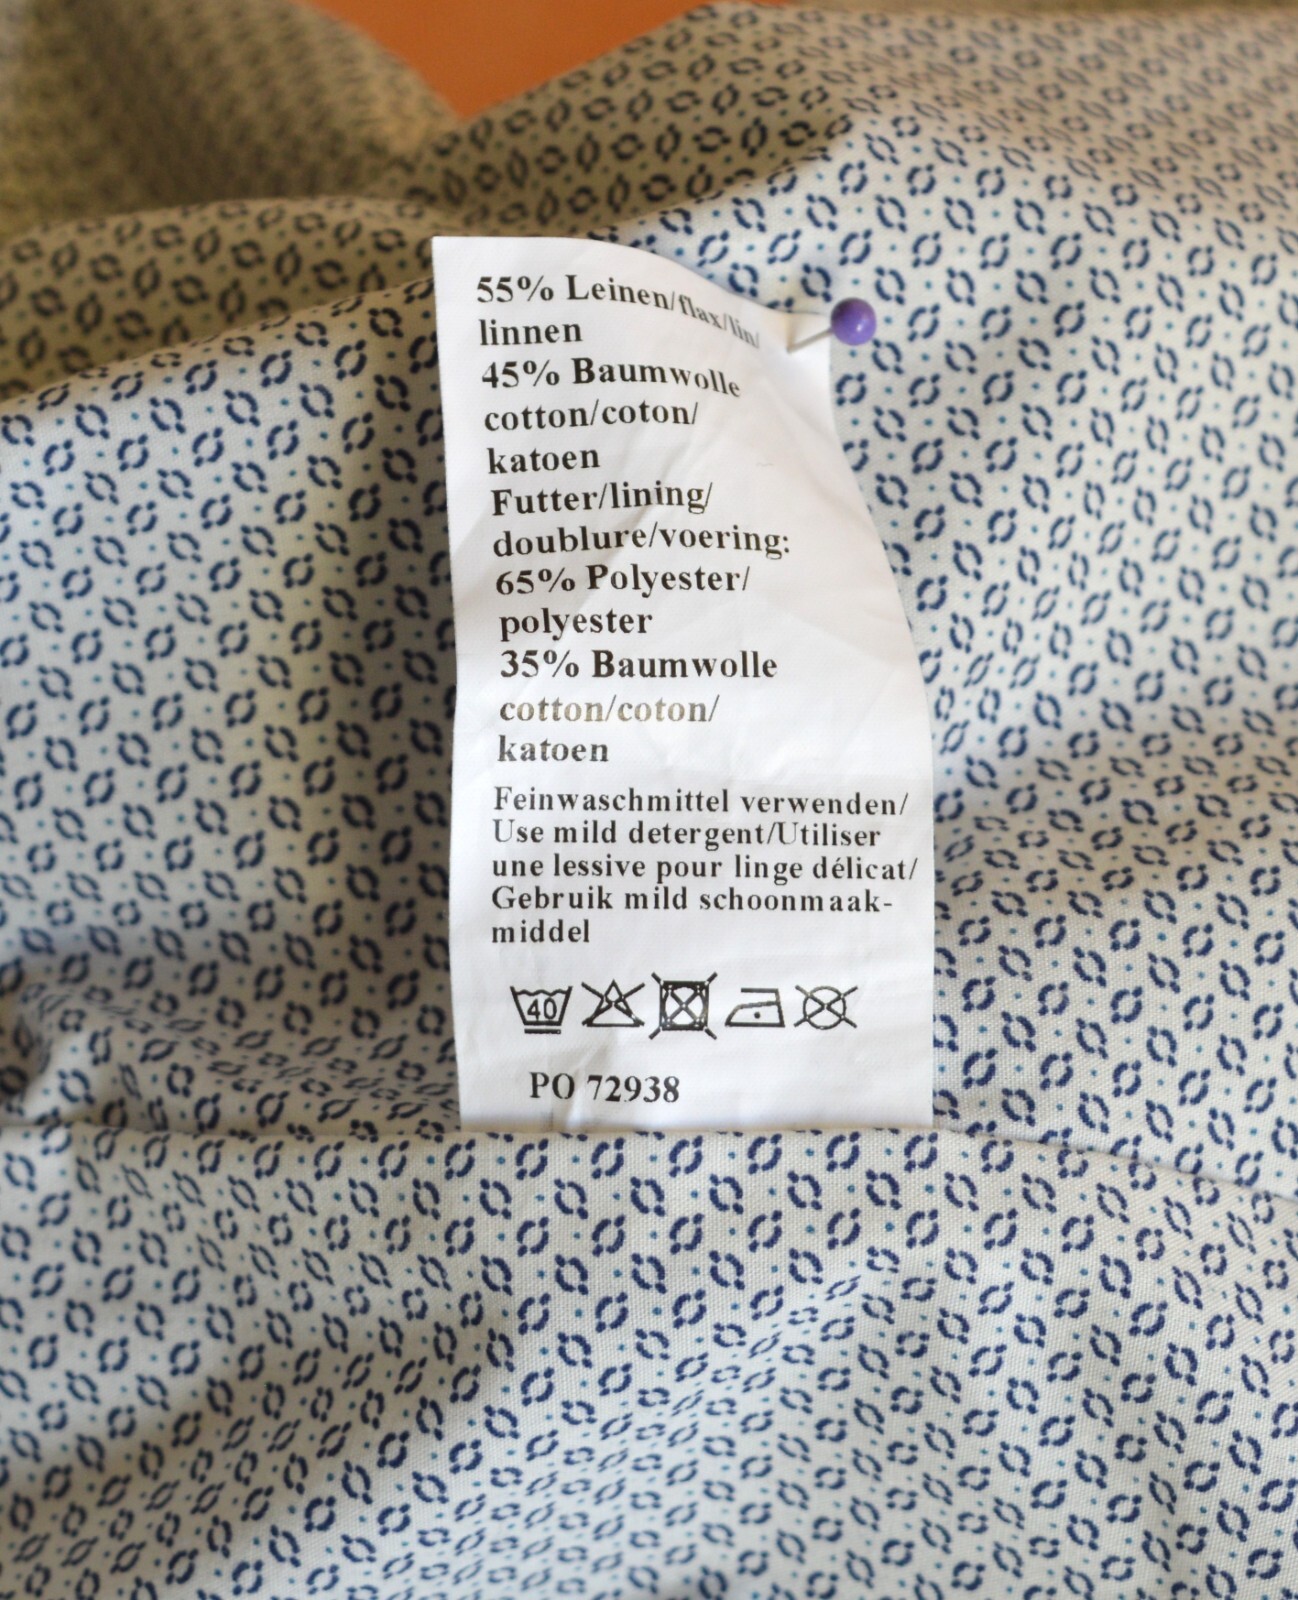 55% Leinen/flax/lin/
linnen
45% Baumwolle
cotton/coton/
katoen
Futter/lining/
doublure/voering:
65% Polyester/
polyester
35% Baumwolle
cotton/coton/
katoen
Feinwaschmittel verwenden/
Use mild detergent/Utiliser
une lessive pour linge délicat/
Gebruik mild schoonmaak-
middel
40
PO 72938